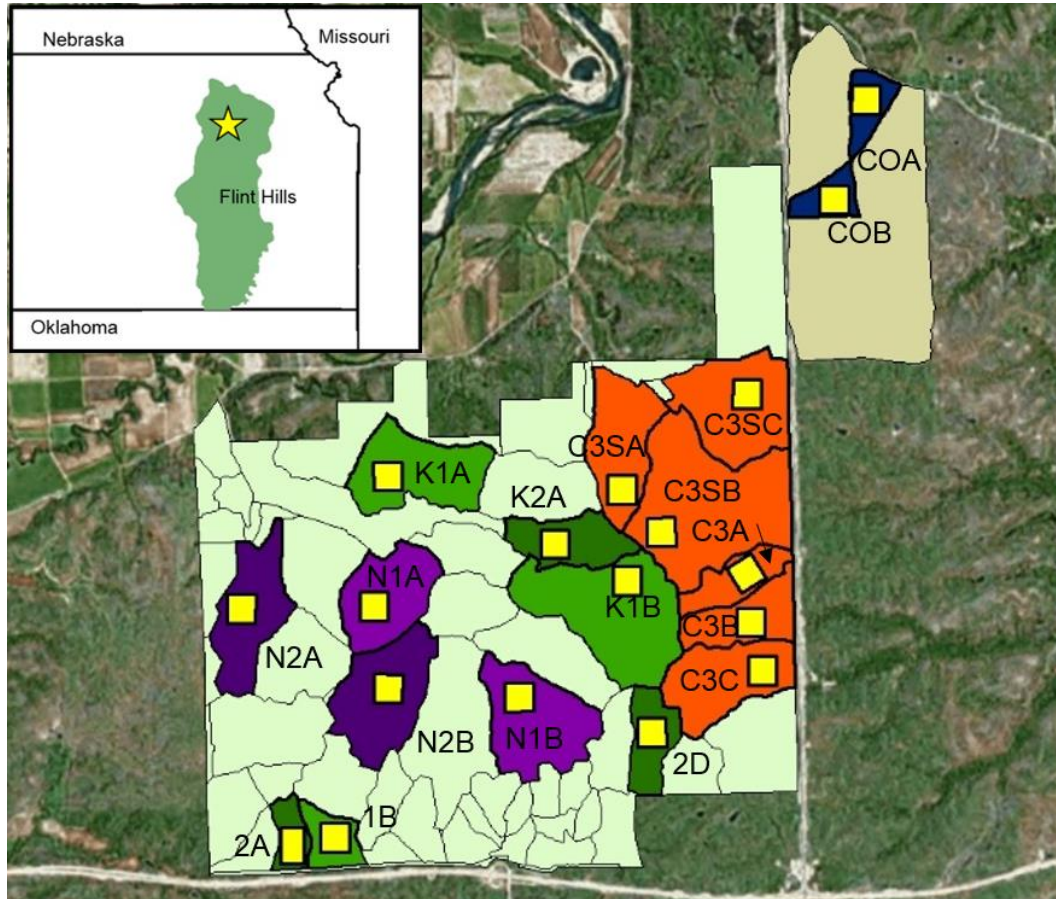 Nebraska
Missouri
Flint Hills
Oklahoma
COA
COB
C3SC
C3SA
K1A
K2A
C3SB
C3A
N1A
K1B
C3B
N2A
C3C
N2B
N1B
2D
1B
2A